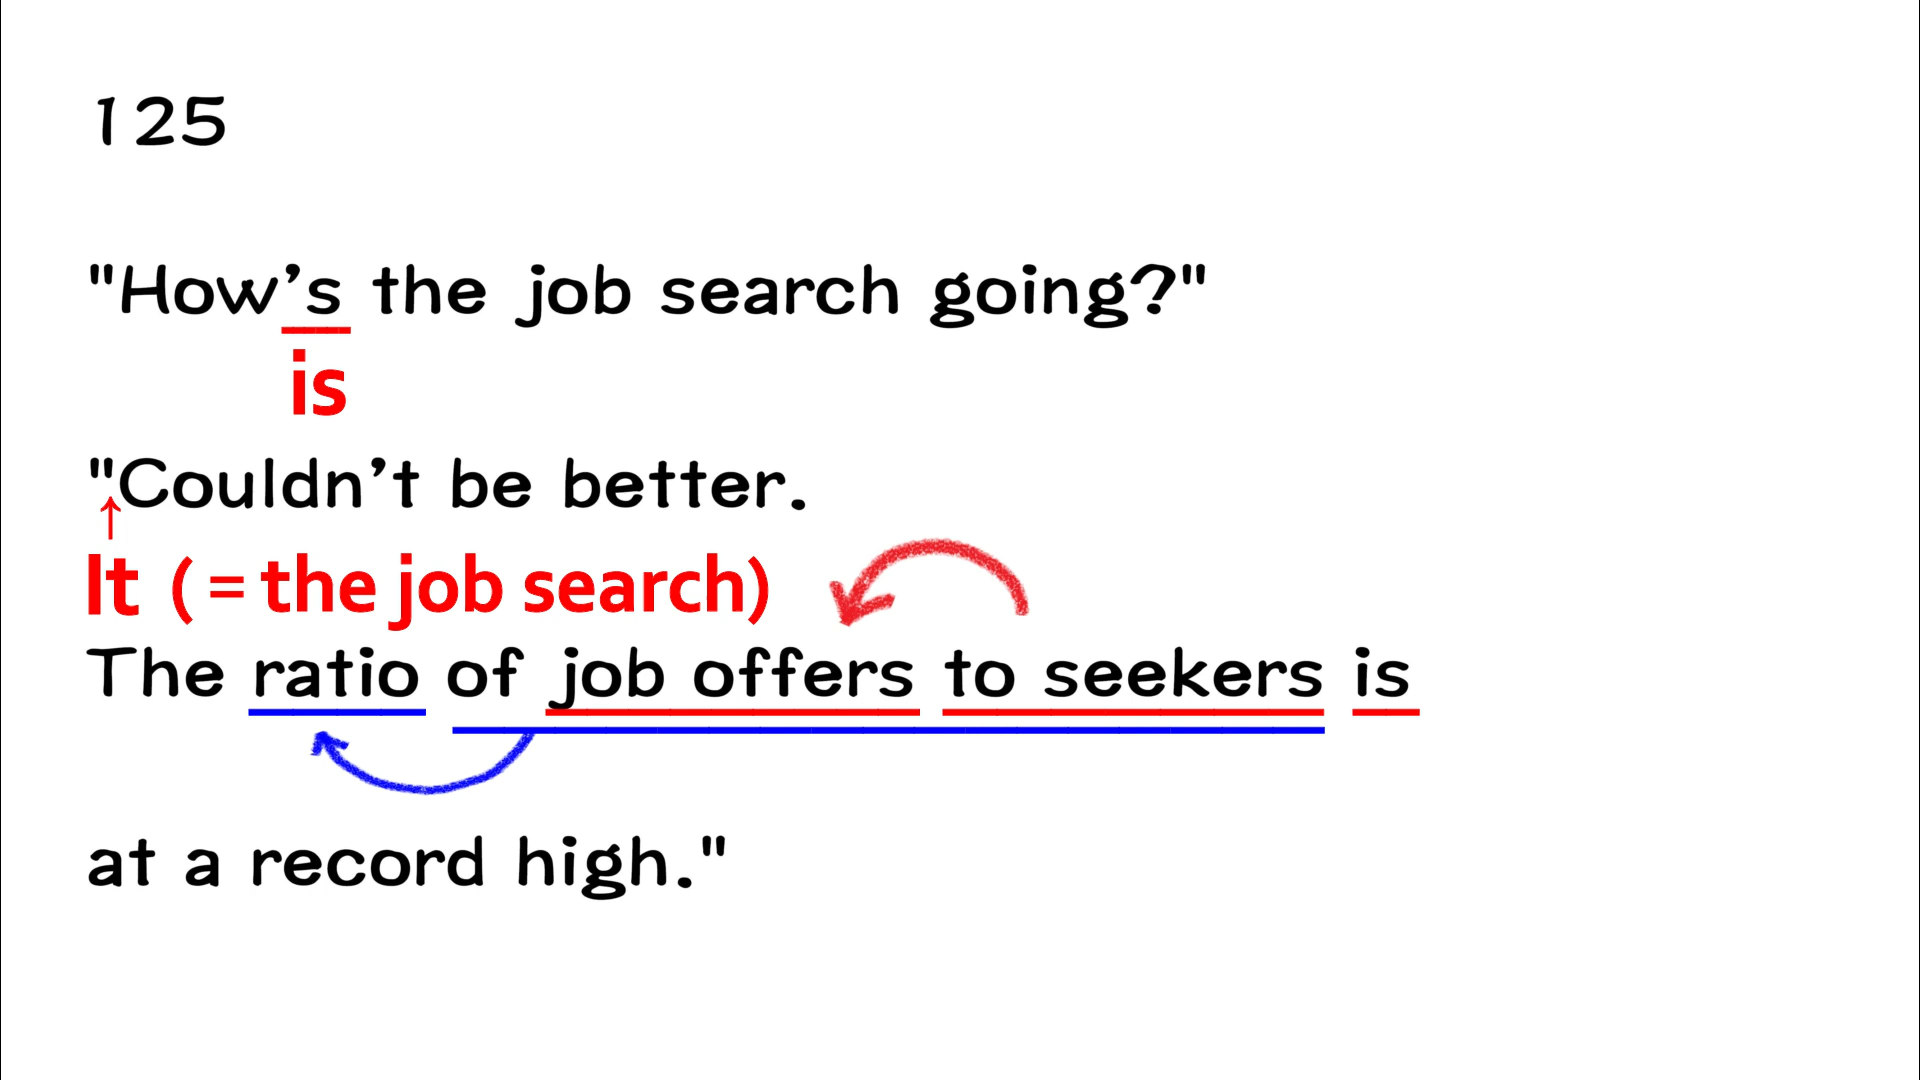 125
"How’s the job search going?"
is
"Couldn’t be better.
↑
It ( = the job search)
The ratio of job offers to seekers is
at a record high."